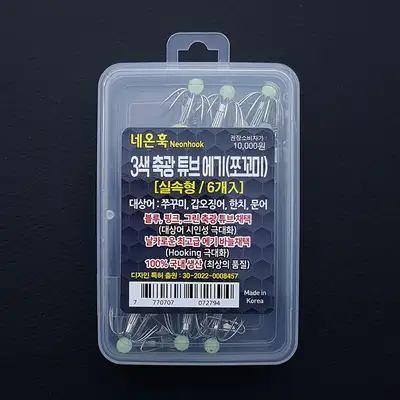 네온훅 Neonhook
권장소비자가
10,000원
3색 축광 튜브 에기(쪼꼬미)
[실속형 / 6개入]
대상어 : 쭈꾸미, 갑오징어, 한치, 문어
블루, 핑크, 그린 축광 튜브 채택
(대상어 시인성 극대화)
날카로운 최고급 에기 바늘채택
(Hooking 극대화)
100% 국내 생산(최상의 품질)
디자인 특허 출원 : 30-2022-0008457
7 770707 072794
Made in
Korea